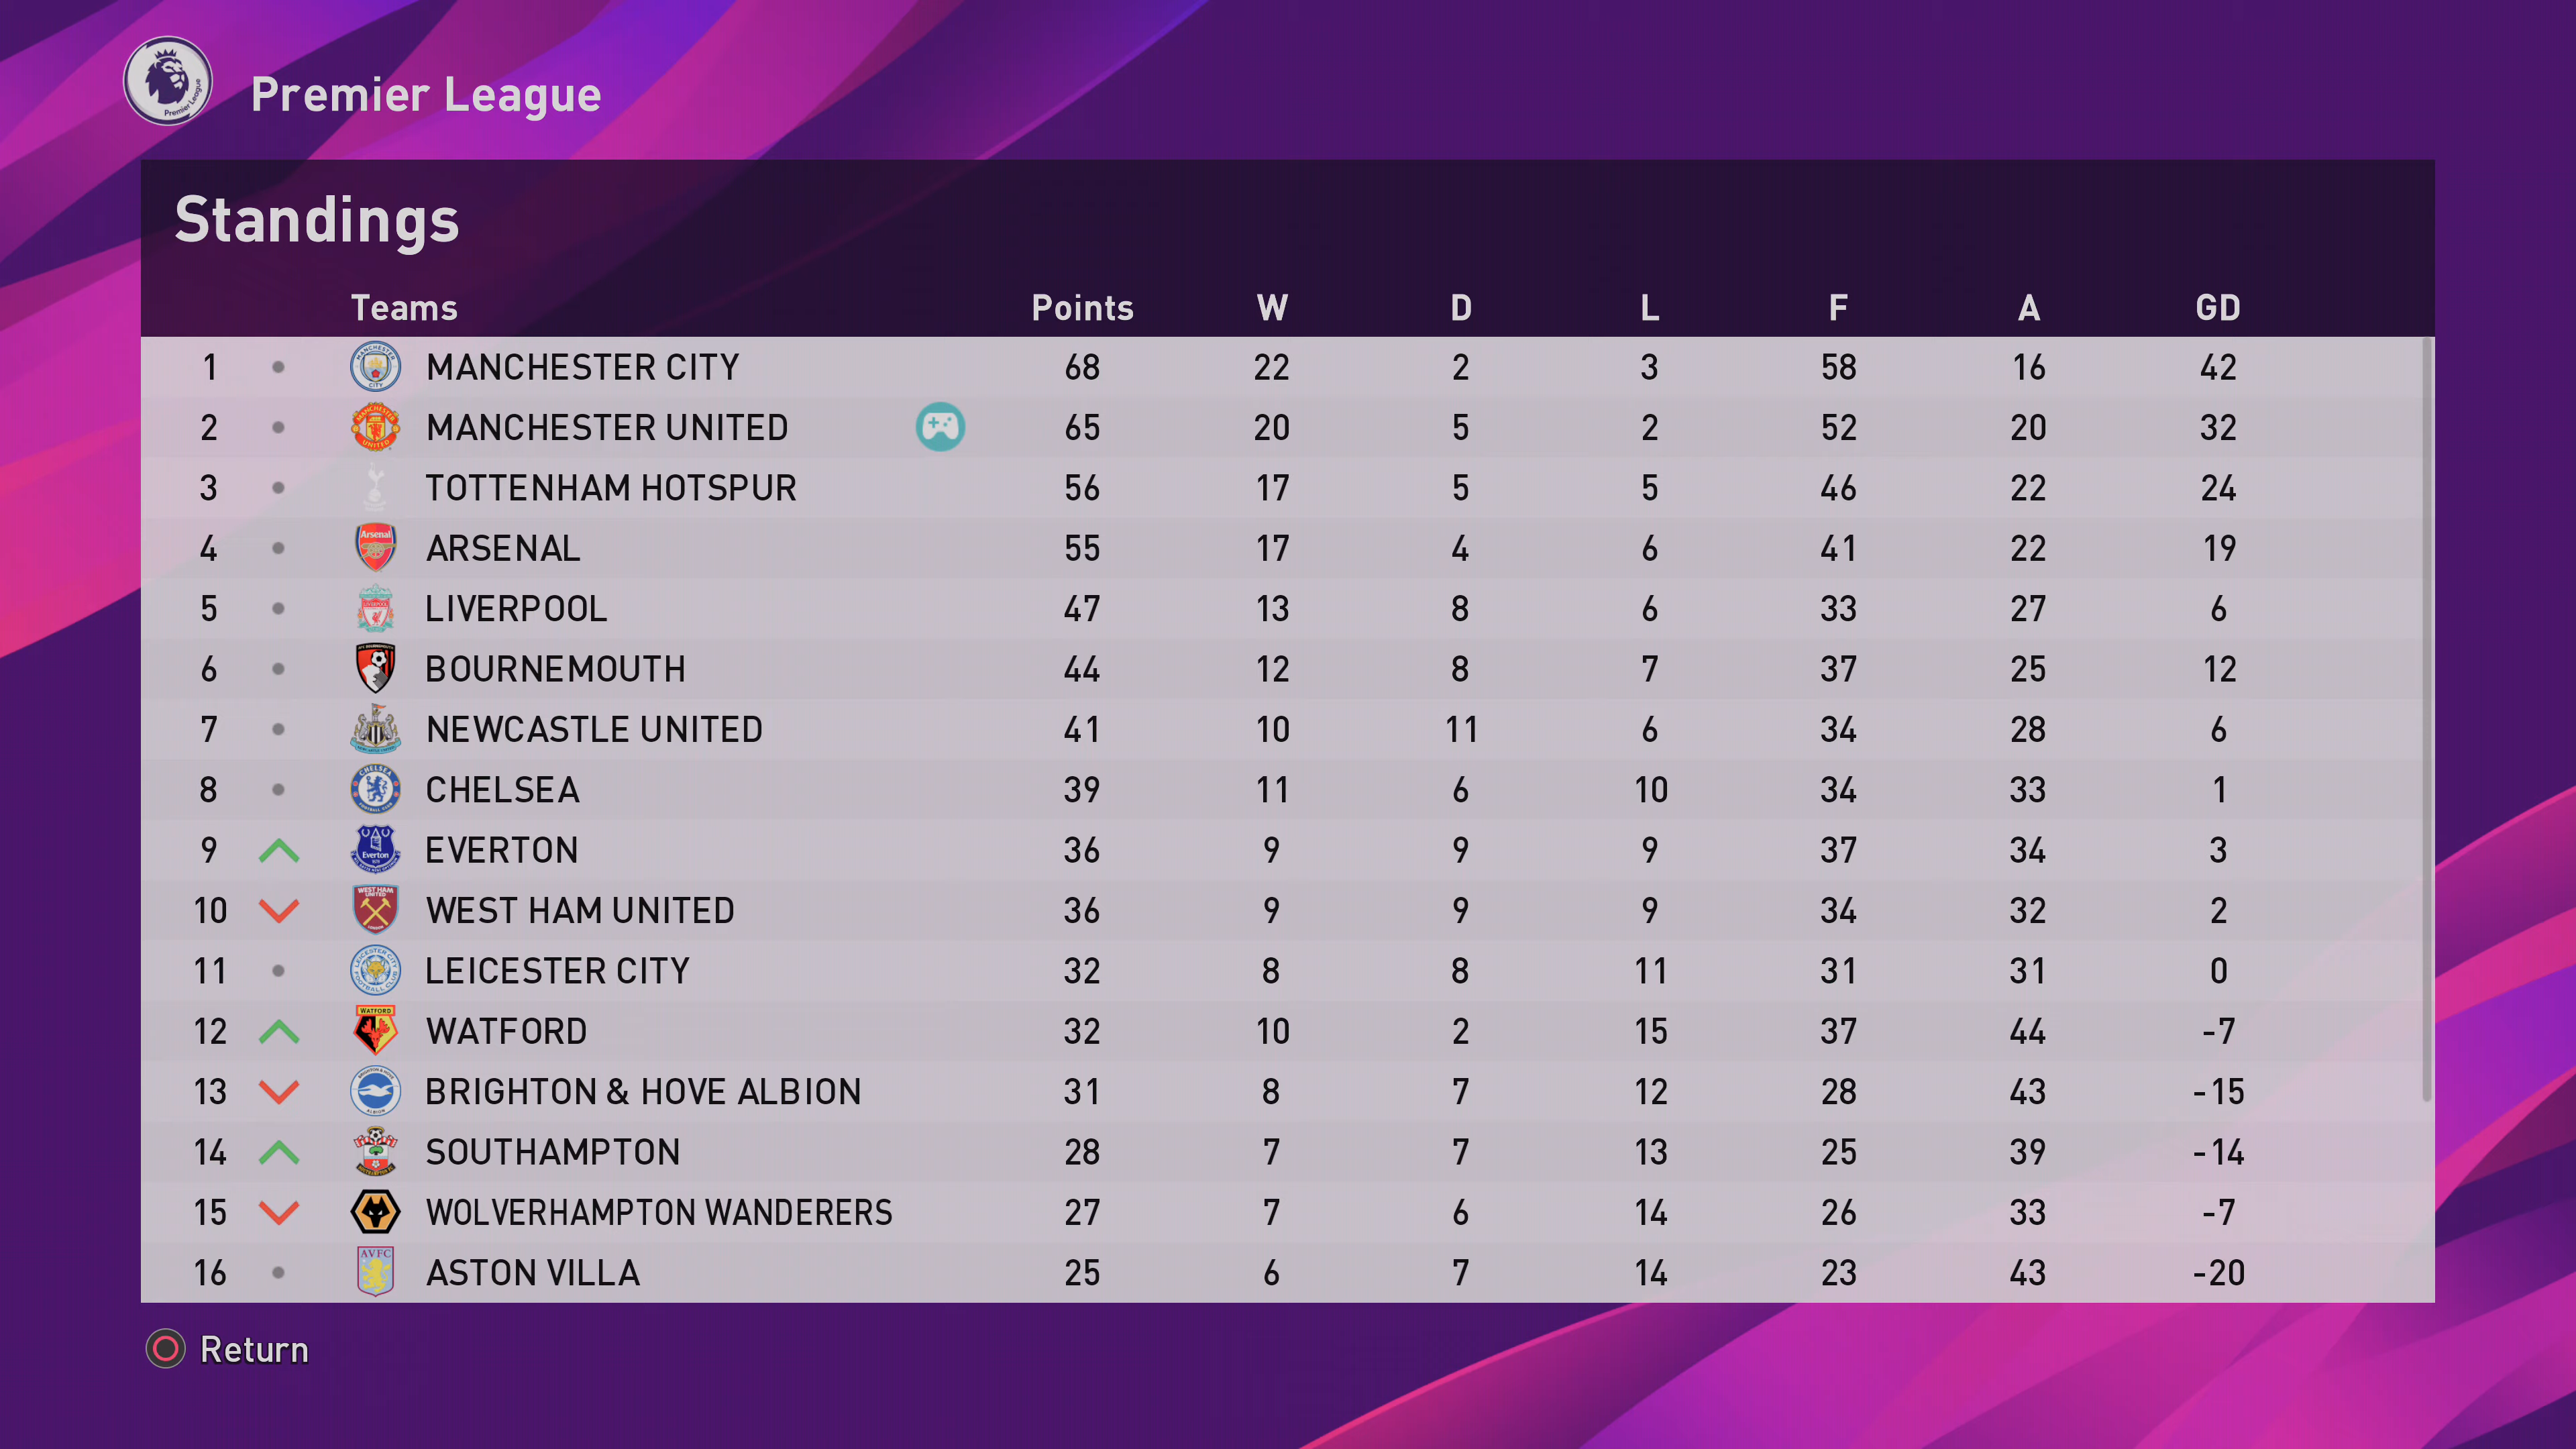 Premier League
Premier League
Standings
Teams Points W D L F A GD
1 MANCHESTER CITY 68 22 2 3 58 16 42
2 MANCHESTER UNITED 65 20 5 2 52 20 32
3 TOTTENHAM HOTSPUR 56 17 5 5 46 22 24
4 ARSENAL 55 17 4 6 41 22 19
5 LIVERPOOL 47 13 8 6 33 27 6
6 BOURNEMOUTH 44 12 8 7 37 25 12
7 NEWCASTLE UNITED 41 10 11 6 34 28 6
8 CHELSEA 39 11 6 10 34 33 1
9 EVERTON 36 9 9 9 37 34 3
10 WEST HAM UNITED 36 9 9 9 34 32 2
11 LEICESTER CITY 32 8 8 11 31 31 0
12 WATFORD 32 10 2 15 37 44 -7
13 BRIGHTON & HOVE ALBION 31 8 7 12 28 43 -15
14 SOUTHAMPTON 28 7 7 13 25 39 -14
15 WOLVERHAMPTON WANDERERS 27 7 6 14 26 33 -7
16 ASTON VILLA 25 6 7 14 23 43 -20
Return